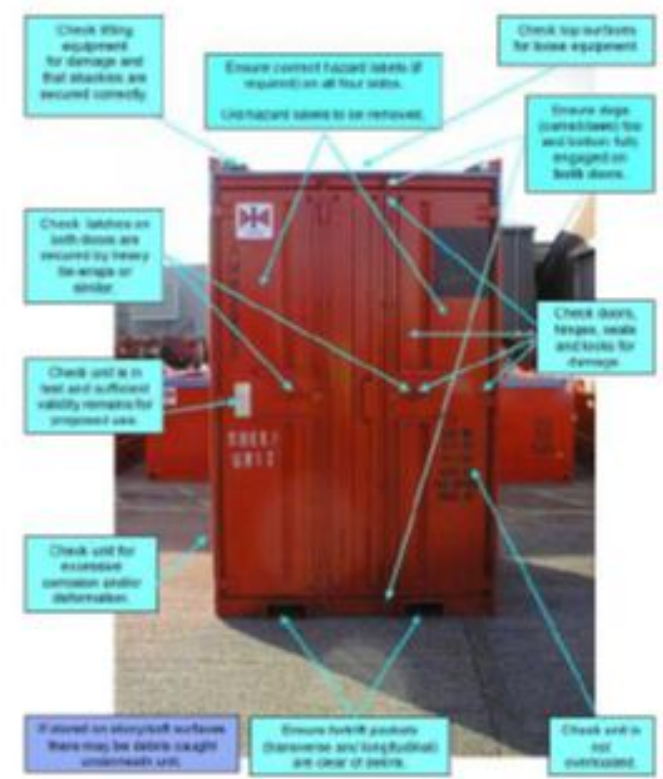 Check lifting
equipment
for damage and
that shackles are
secured correctly.
Ensure correct hazard labels (if
required) on all four sides.
Old hazard labels to be removed.
Check top surfaces
for loose equipment
Ensure dogs
(camed/laws) top
and bottom fully
engaged on
both doors.
Check latches on
both doors are
secured by heavy
tie-wraps or
similar.
Check doors,
hinges, seals
and locks for
damage
Check unit is in
test and sufficient
validity remains for
proposed use.
UNIT
Check unit for
excessive
corrosion and/or
deformation.
If stored on stony/soft surfaces
there may be debris caught
underneath unit.
Ensure forklift pockets
(transverse and longitudinal)
are clear of debris.
Check unit is
not
overloaded.